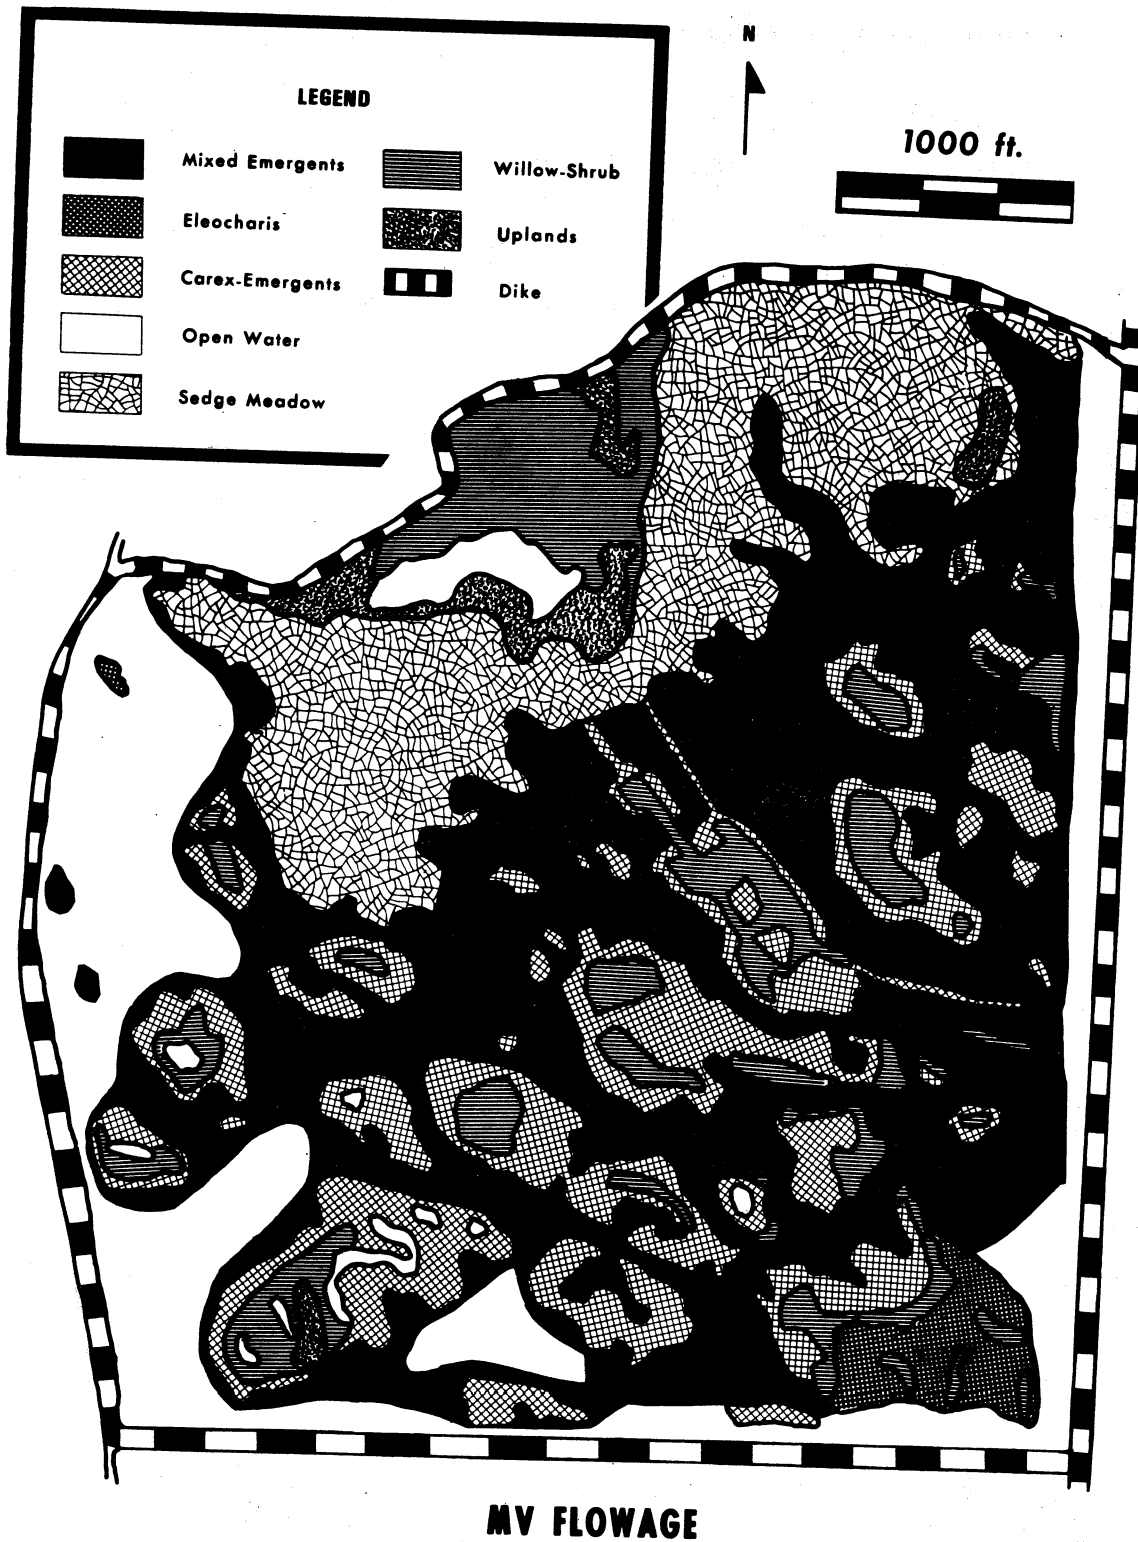 N
1000 ft.
LEGEND
Mixed Emergents
Willow-Shrub
Eleocharis
Uplands
Carex-Emergents
Dike
Open Water
Sedge Meadow
MV FLOWAGE